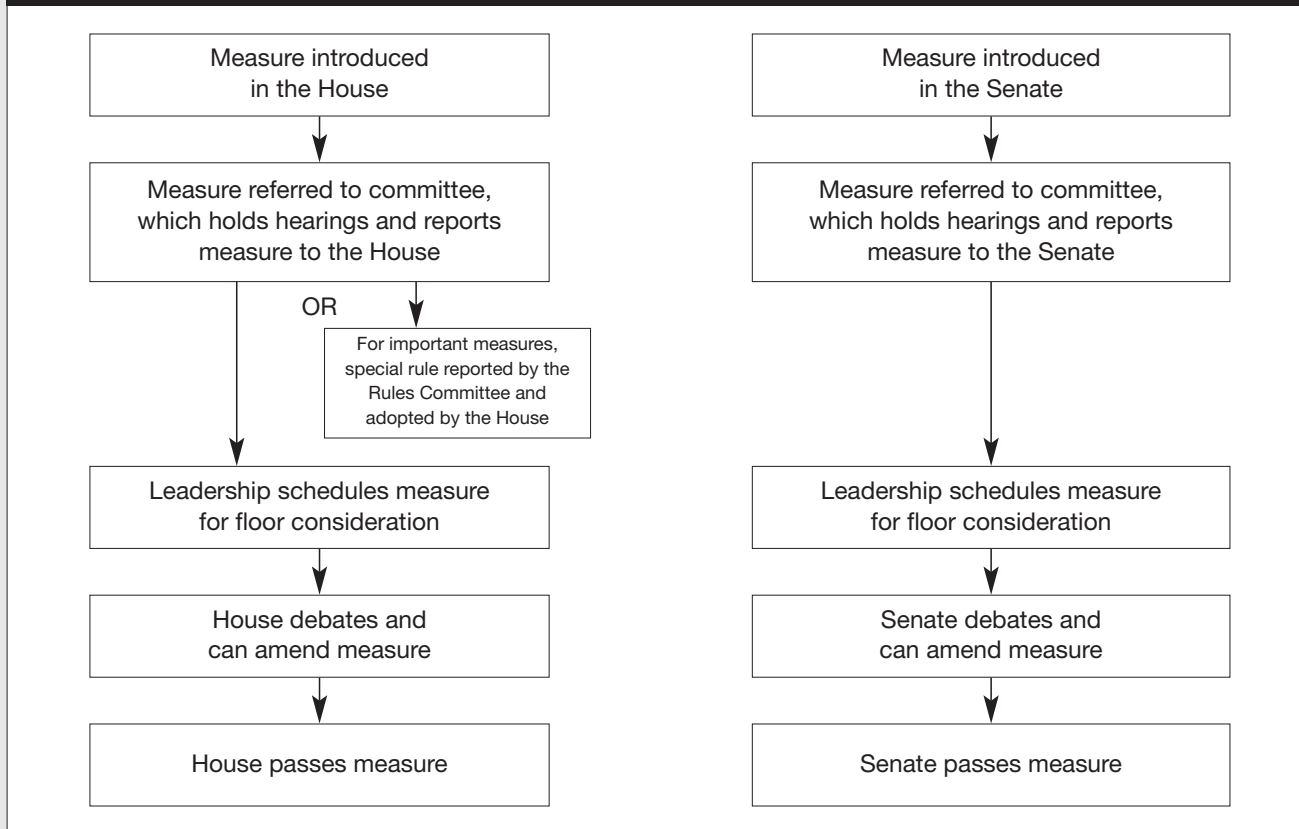 Measure introduced
in the House
Measure referred to committee,
which holds hearings and reports
measure to the House
OR
For important measures,
special rule reported by the
Rules Committee and
adopted by the House
Leadership schedules measure
for floor consideration
House debates and
can amend measure
House passes measure
Measure introduced
in the Senate
Measure referred to committee,
which holds hearings and reports
measure to the Senate
Leadership schedules measure
for floor consideration
Senate debates and
can amend measure
Senate passes measure